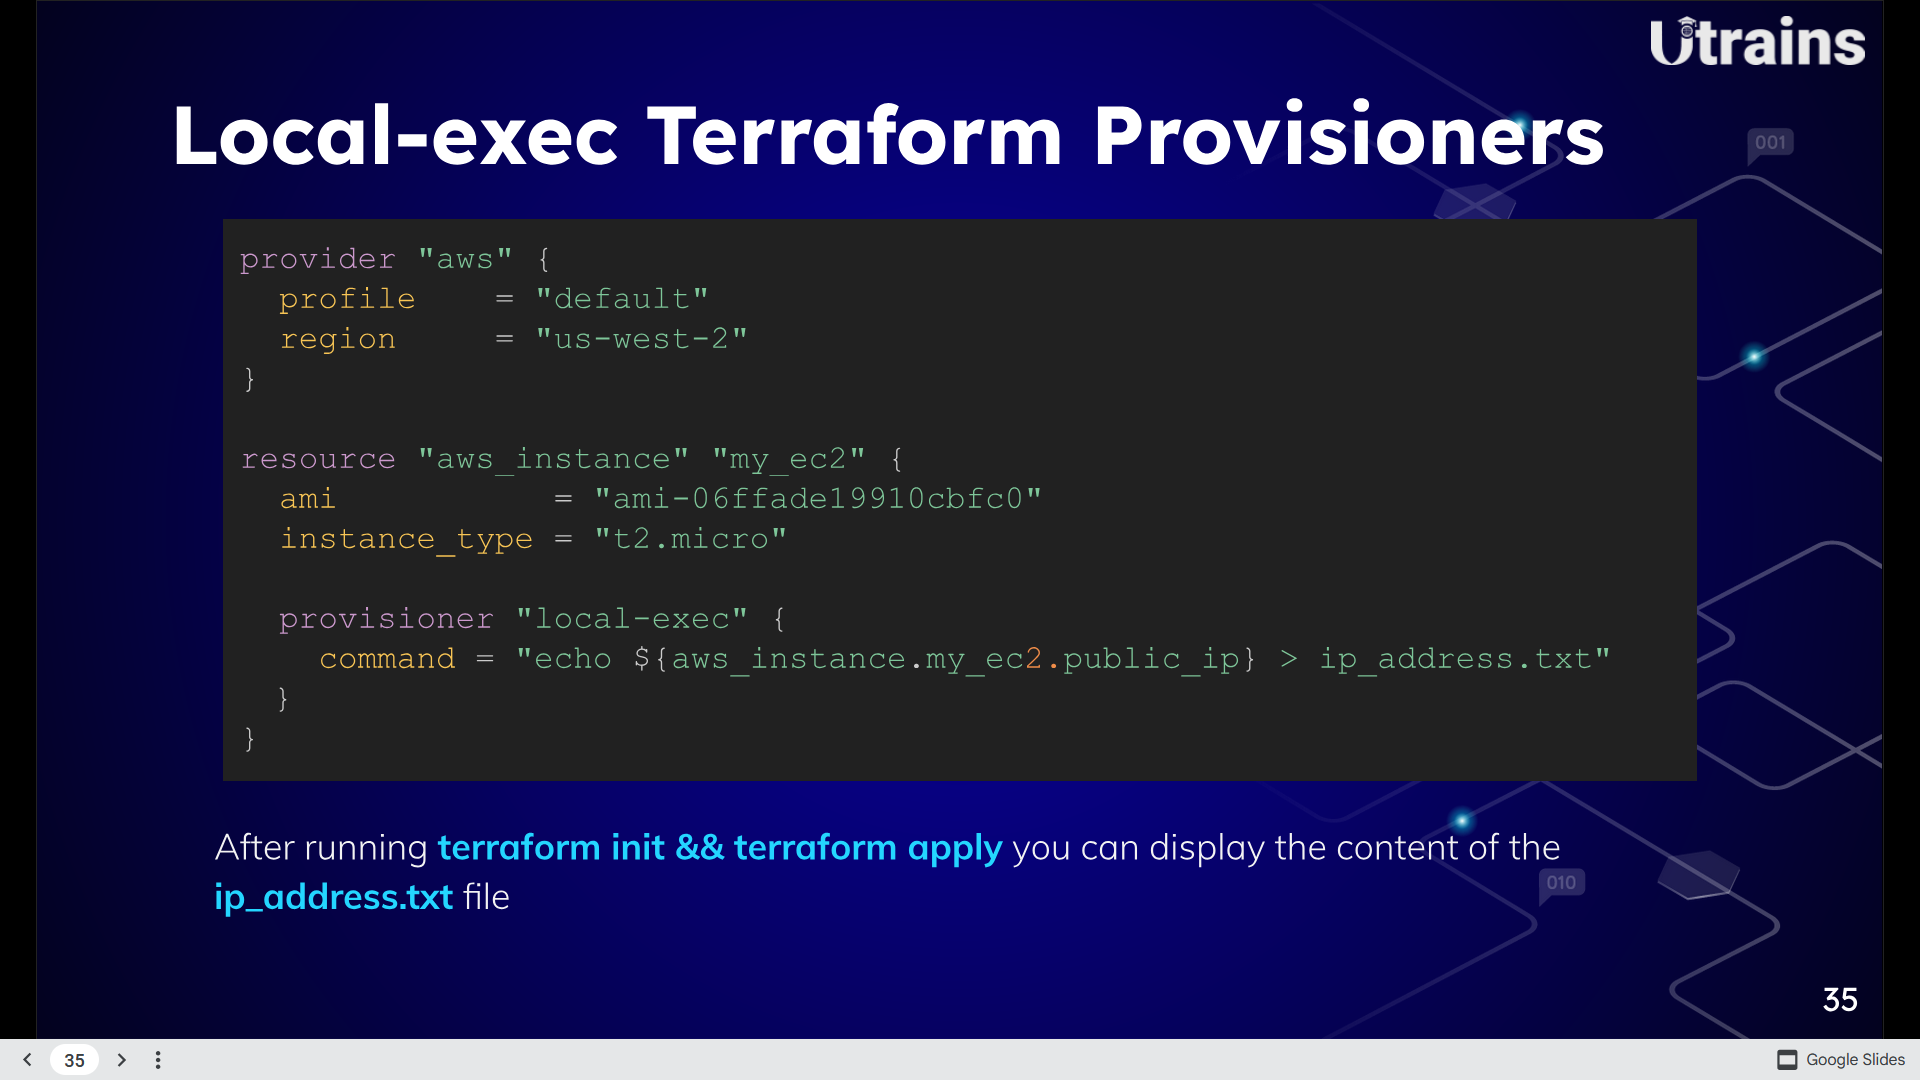 Utrains
Local-exec Terraform Provisioners
001
provider "aws" {
  profile    = "default"
  region     = "us-west-2"
}

resource "aws_instance" "my_ec2" {
  ami           = "ami-06ffade19910cbfc0"
  instance_type = "t2.micro"

  provisioner "local-exec" {
    command = "echo ${aws_instance.my_ec2.public_ip} > ip_address.txt"
  }
}
After running terraform init && terraform apply you can display the content of the
ip_address.txt file
010
35
35
Google Slides